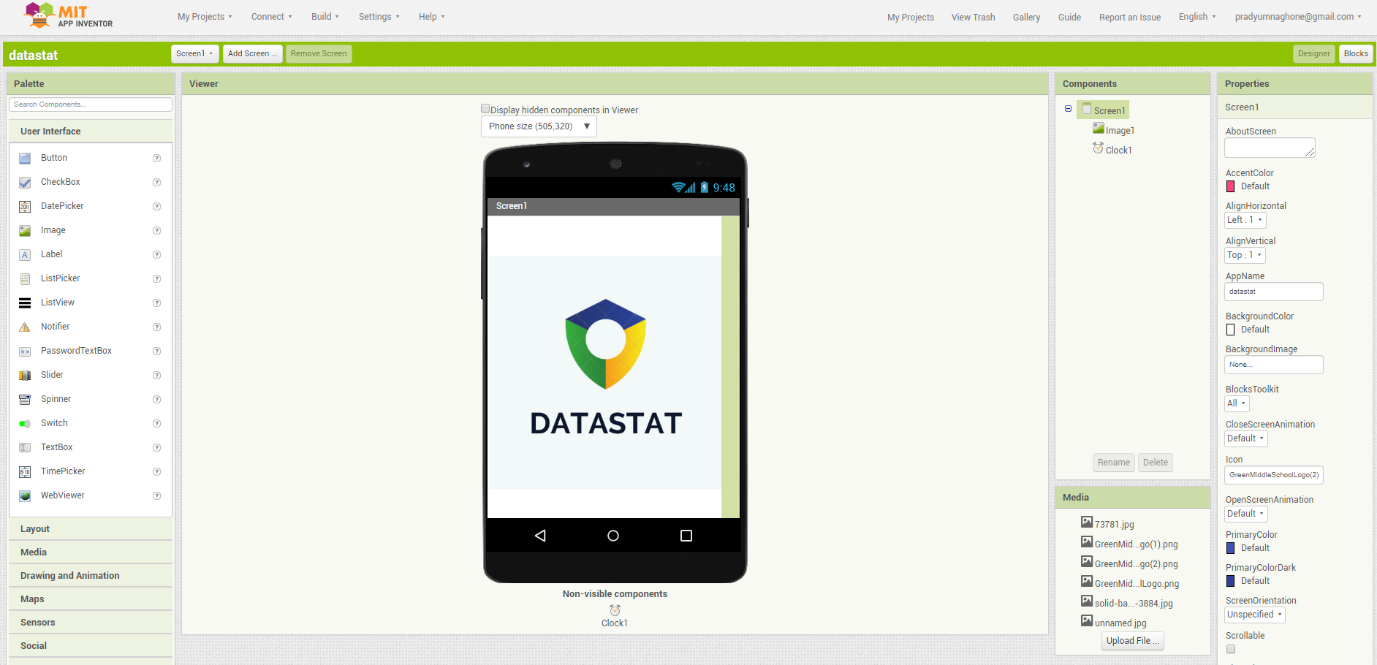 MIT
APP INVENTOR
My Projects
Connect
Build
Settings
Help
My Projects
View Trash
Gallery
Guide
Report an Issue
English
pradyumnaghone@gmail.com
datastat
Screen1
Add Screen ...
Remove Screen
Designer
Blocks
Palette
Search Components...
User Interface
Button
CheckBox
DatePicker
Image
Label
ListPicker
ListView
Notifier
PasswordTextBox
Slider
Spinner
Switch
TextBox
TimePicker
WebViewer
Layout
Media
Drawing and Animation
Maps
Sensors
Social
Viewer
Display hidden components in Viewer
Phone size (505,320)
9:48
Screen1
DATASTAT
Non-visible components
Clock1
Components
Screen1
Image1
Clock1
Rename
Delete
Media
73781.jpg
GreenMid...go(1).png
GreenMid...go(2).png
GreenMid...lLogo.png
solid-ba...-3884.jpg
unnamed.jpg
Upload File ...
Properties
Screen1
AboutScreen
AccentColor
Default
AlignHorizontal
Left : 1
AlignVertical
Top : 1
AppName
datastat
BackgroundColor
Default
BackgroundImage
None...
BlocksToolkit
All
CloseScreenAnimation
Default
Icon
GreenMiddleSchoolLogo(2)
OpenScreenAnimation
Default
PrimaryColor
Default
PrimaryColorDark
Default
ScreenOrientation
Unspecified
Scrollable